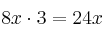 8x · 3 = 24x